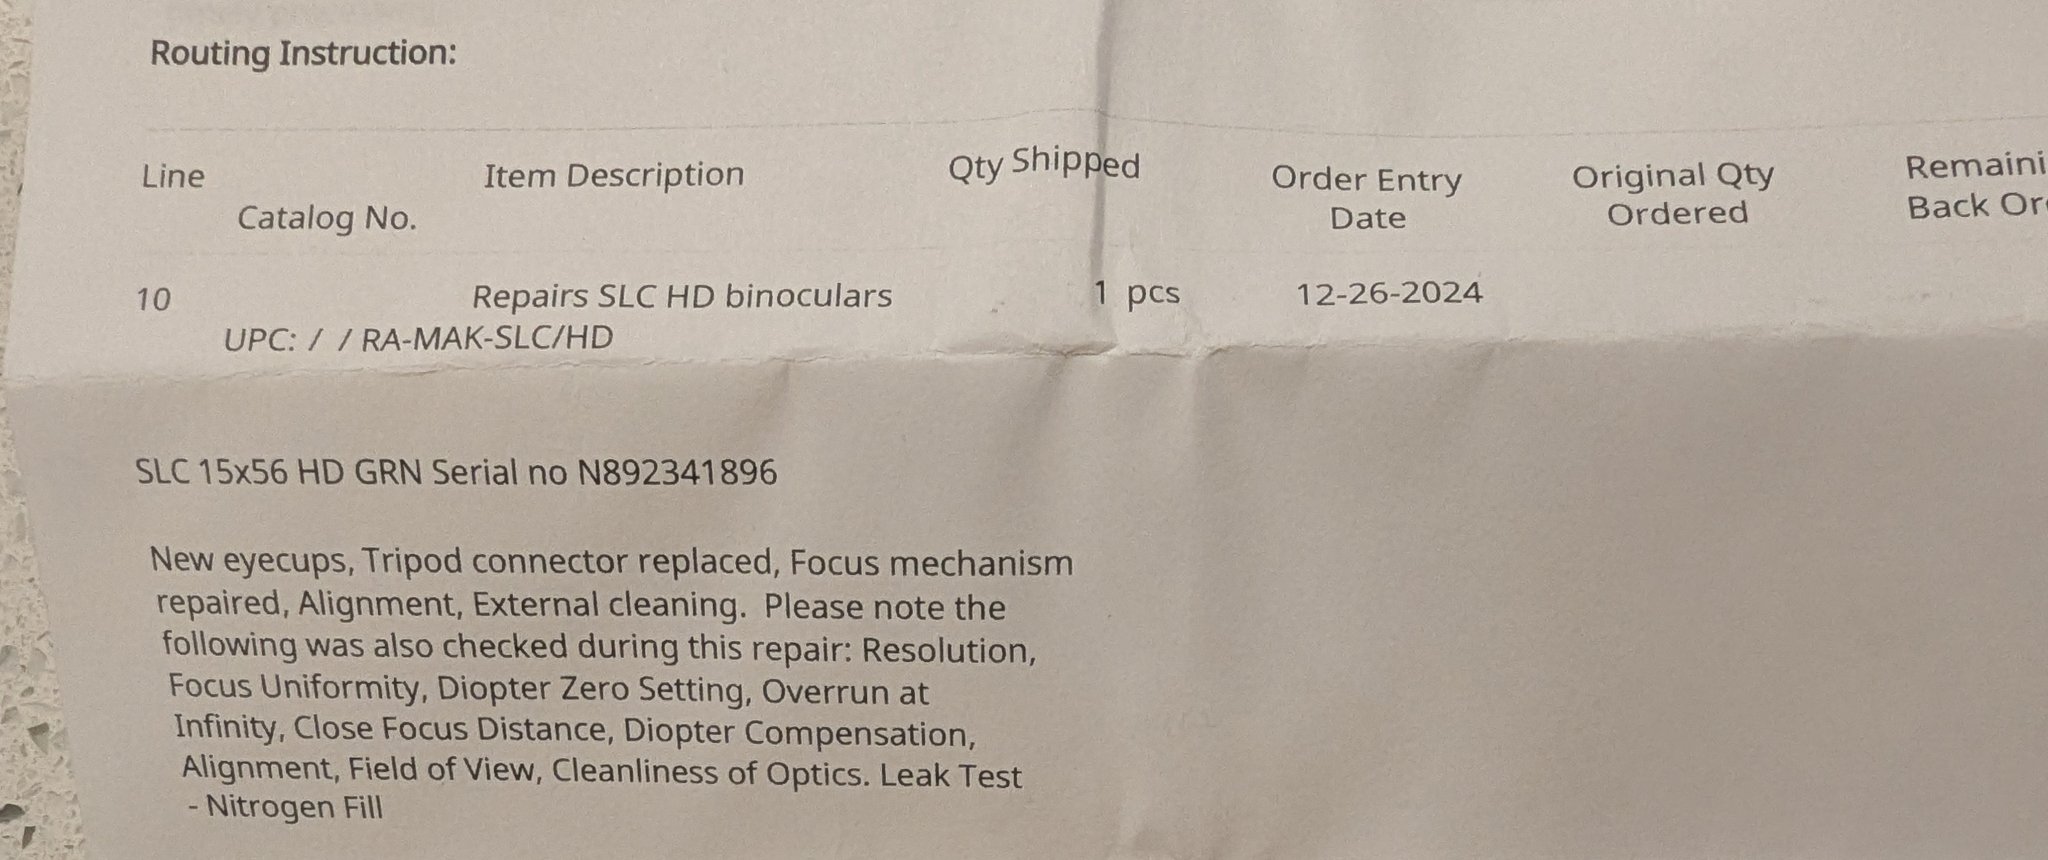 Routing Instruction:
Line Item Description Qty Shipped Order Entry Original Qty
Catalog No. Date Ordered Back
10 Repairs SLC HD binoculars 1 pcs 12-26-2024
UPC: / / RA-MAK-SLC/HD
SLC 15x56 HD GRN Serial no N892341896
New eyecups, Tripod connector replaced, Focus mechanism
repaired, Alignment, External cleaning. Please note the
following was also checked during this repair: Resolution,
Focus Uniformity, Diopter Zero Setting, Overrun at
Infinity, Close Focus Distance, Diopter Compensation,
Alignment, Field of View, Cleanliness of Optics. Leak Test
- Nitrogen Fill